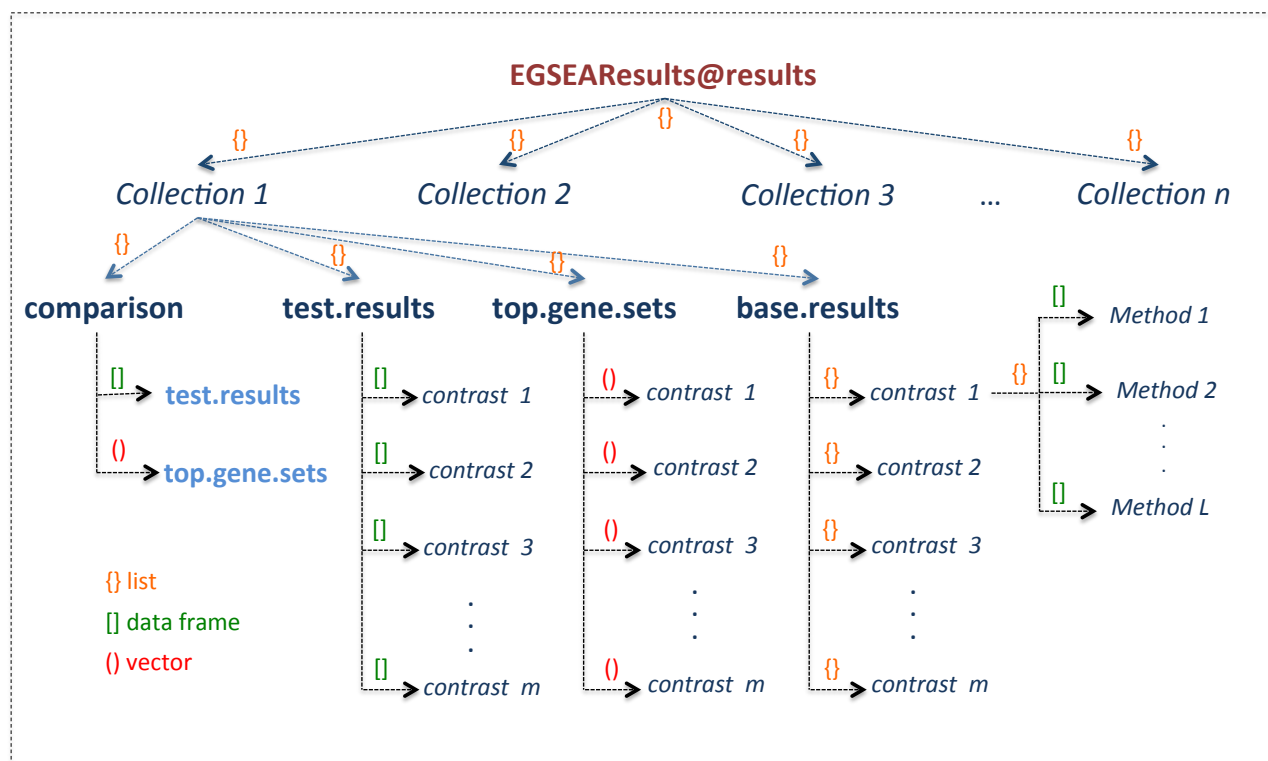 EGSEAResults@results
{} {} {} {} {}
Collection 1 Collection 2 Collection 3 ... Collection n
{} {} {} {}
comparison test.results top.gene.sets base.results
[] test.results
() top.gene.sets
[] contrast 1
[] contrast 2
[] contrast 3
.
.
.
[] contrast m
() contrast 1
() contrast 2
() contrast 3
.
.
.
() contrast m
{} contrast 1
{} contrast 2
{} contrast 3
.
.
.
{} contrast m
{}
[] Method 1
[] Method 2
.
.
.
[] Method L
{} list
[] data frame
() vector